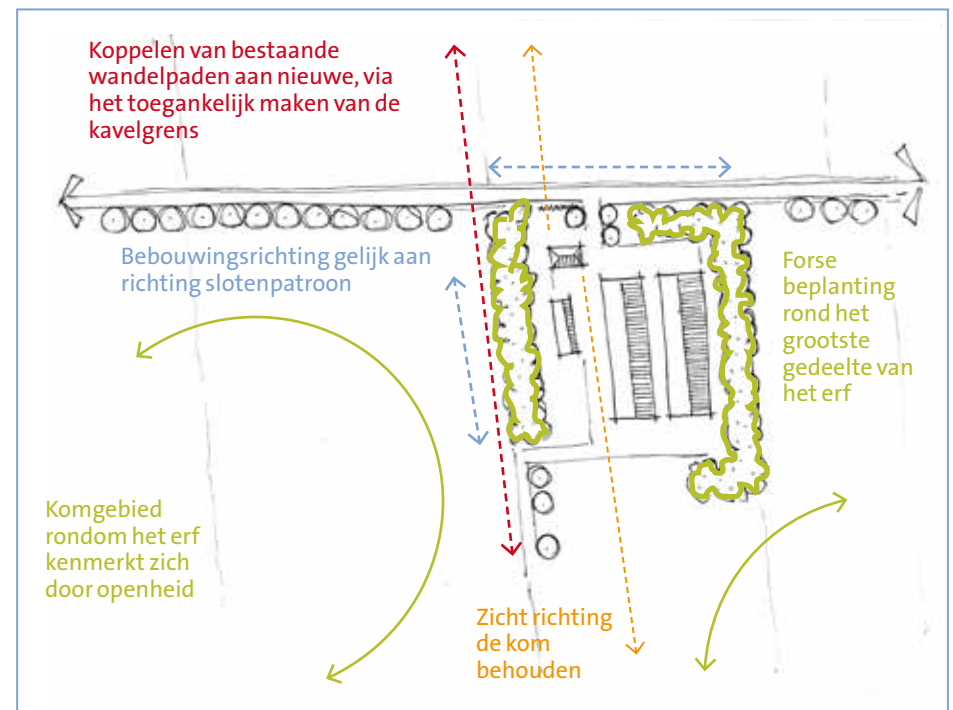 Koppelen van bestaande
wandelpaden aan nieuwe, via
het toegankelijk maken van de
kavelgrens
Bebouwingsrichting gelijk aan
richting slotenpatroon
Forse
beplanting
rond het
grootste
gedeelte van
het erf
Komgebied
rondom het erf
kenmerkt zich
door openheid
Zicht richting
de kom
behouden